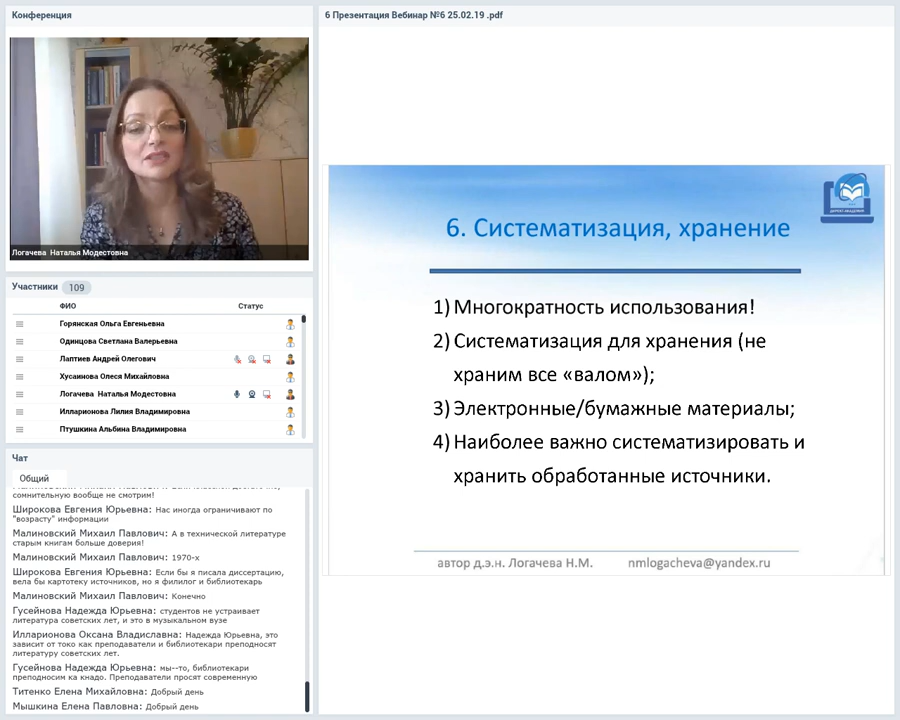 Конференция
Логачева Наталья Модестовна
Участники 109
ФИО Статус
Горянская Ольга Евгеньевна
Одинцова Светлана Валерьевна
Лаптиев Андрей Олегович
Хусаинова Олеся Михайловна
Логачева Наталья Модестовна
Илларионова Лилия Владимировна
Птушкина Альбина Владимировна
Чат
Общий
сомнительную вообще не смотрим!
Широкова Евгения Юрьевна: Нас иногда ограничивают по
"возрасту" информации
Малиновский Михаил Павлович: А в технической литературе
старым книгам больше доверия!
Малиновский Михаил Павлович: 1970-х
Широкова Евгения Юрьевна: Если бы я писала диссертацию,
вела бы картотеку источников, но я филилог и библиотекарь
Малиновский Михаил Павлович: Конечно
Гусейнова Надежда Юрьевна: студентов не устраивает
литература советских лет, и это в музыкальном вузе
Илларионова Оксана Владиславна: Надежда Юрьевна, это
зависит от токо как преподаватели и библиотекари преподносят
литературу советских лет.
Гусейнова Надежда Юрьевна: мы--то, библиотекари
преподносим ка кнадо. Преподаватели просят современную
Титенко Елена Михайловна: Добрый день
Мышкина Елена Павловна: Добрый день
6 Презентация Вебинар №6 25.02.19 .pdf
6. Систематизация, хранение
1) Многократность использования!
2) Систематизация для хранения (не
храним все «валом»);
3) Электронные/бумажные материалы;
4) Наиболее важно систематизировать и
хранить обработанные источники.
автор д.э.н. Логачева Н.М. nmlogacheva@yandex.ru